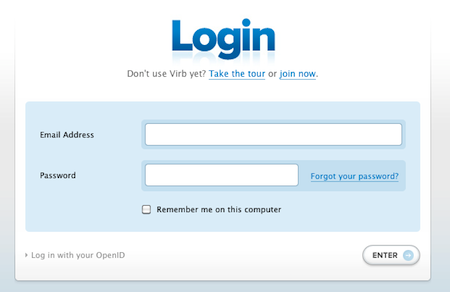 Login
Don't use Virb yet? Take the tour or join now.
Email Address
Password
Forgot your password?
Remember me on this computer
Log in with your OpenID
ENTER